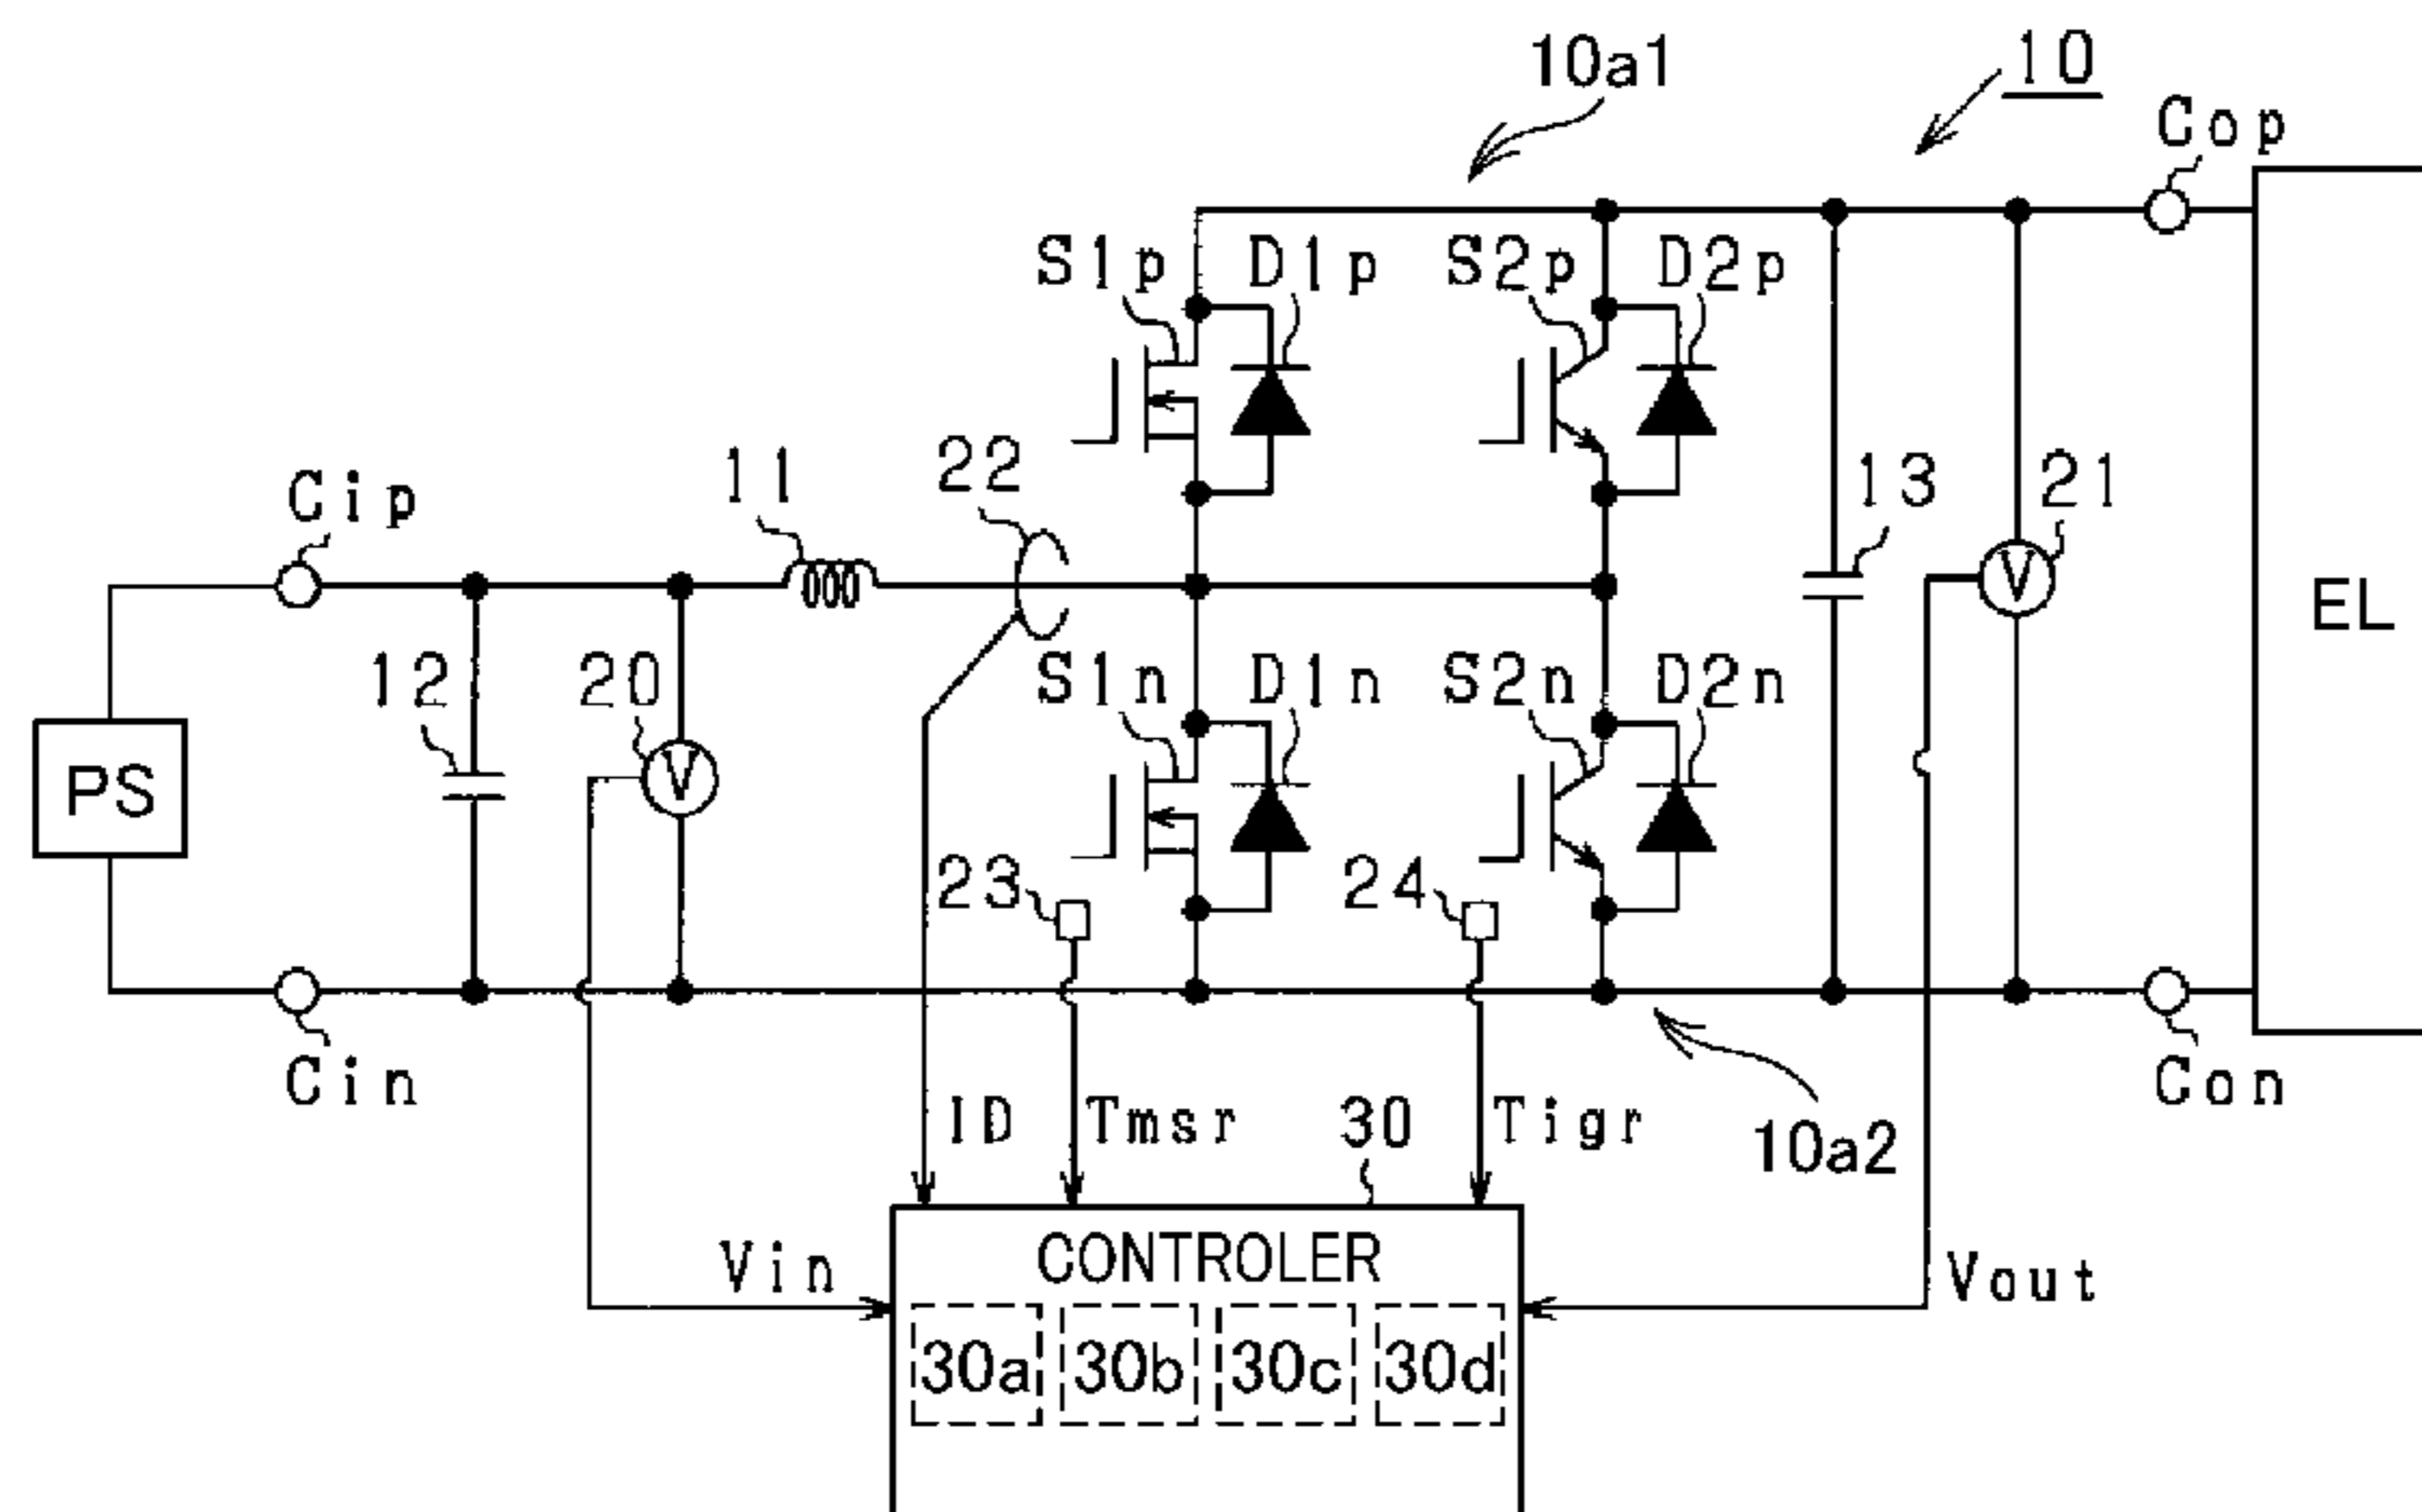 10a1
10
Cop
S1p
D1p
S2p
D2p
Cip
11
22
13
21
V
EL
12
20
S1n
D1n
S2n
D2n
PS
V
23
24
Cin
Con
ID
Tmsr
30
Tigr
10a2
CONTROLER
Vin
Vout
30a
30b
30c
30d